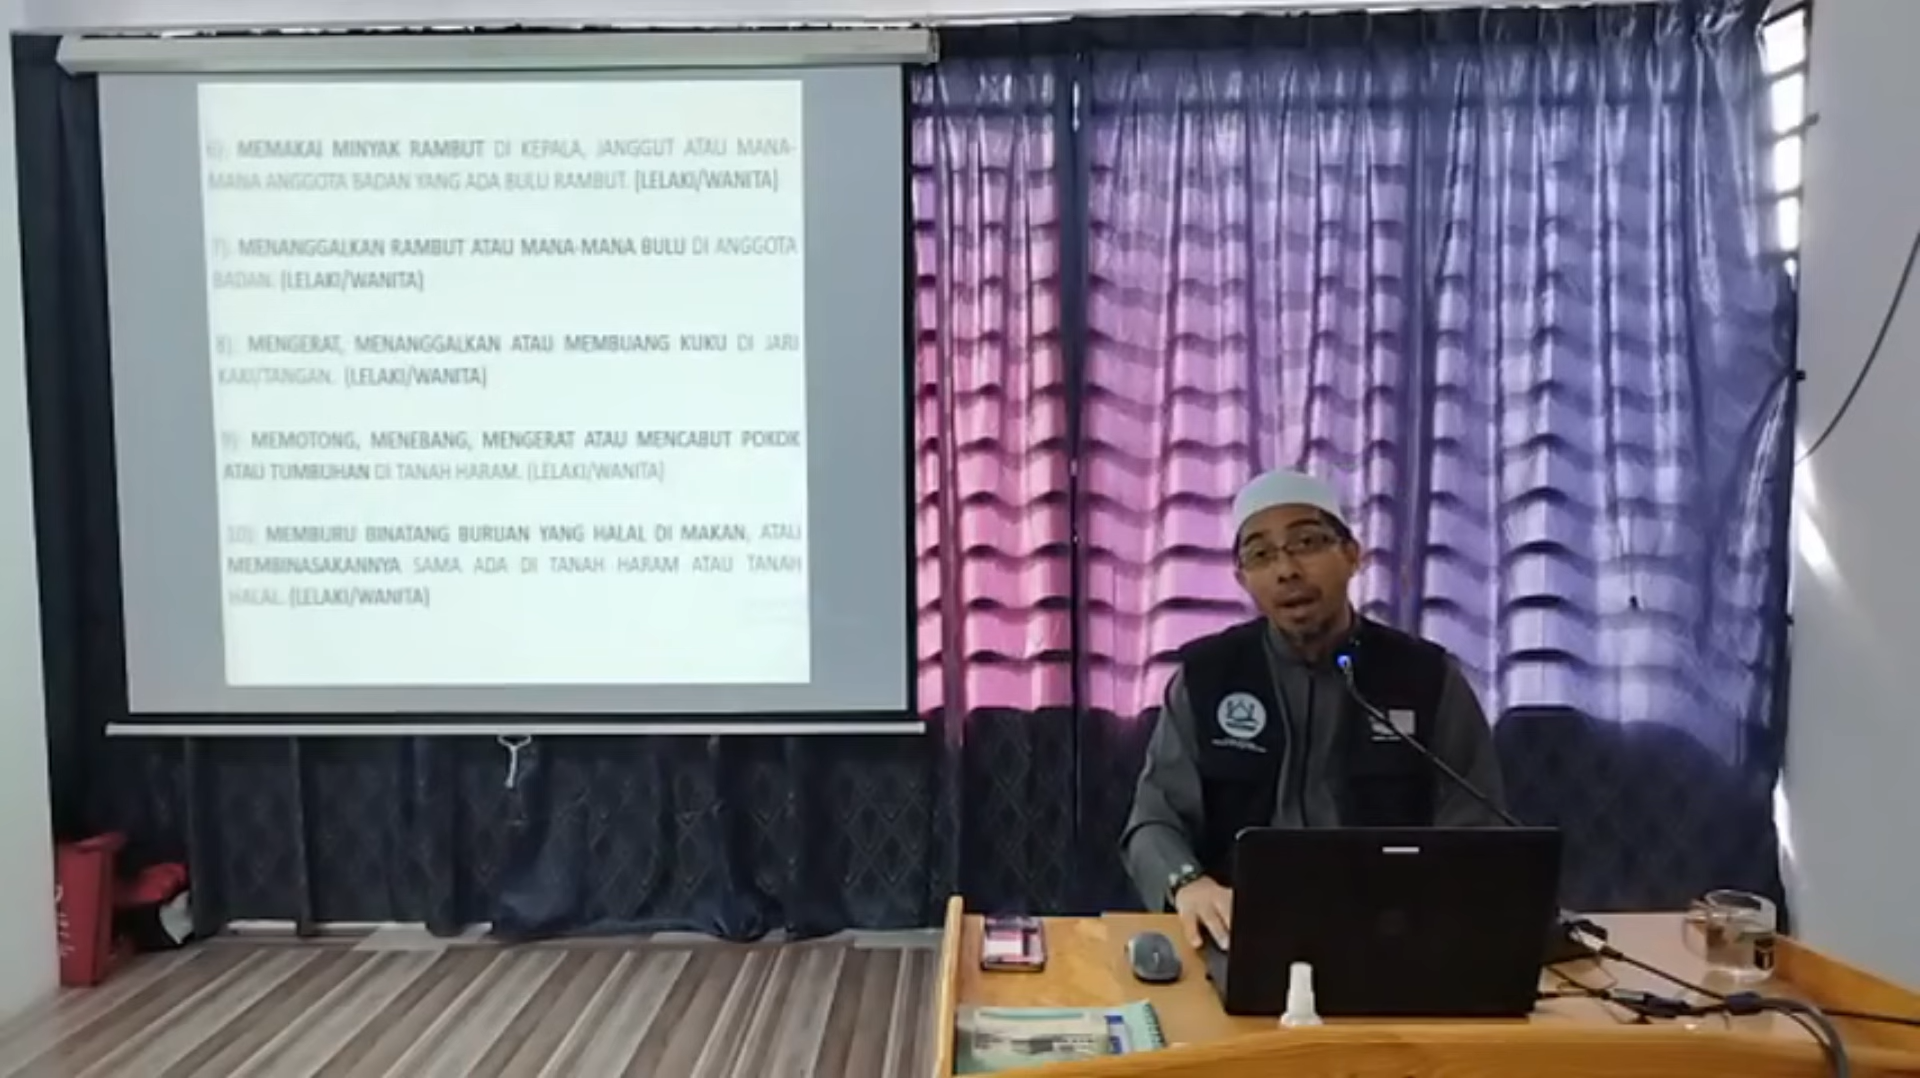 6). MEMAKAI MINYAK RAMBUT DI KEPALA, JANGGUT ATAU MANA-
MANA ANGGOTA BADAN YANG ADA BULU RAMBUT. (LELAKI/WANITA)
7). MENANGGALKAN RAMBUT ATAU MANA-MANA BULU DI ANGGOTA
BADAN. (LELAKI/WANITA)
8). MENGERAT, MENANGGALKAN ATAU MEMBUANG KUKU DI JARI
KAKI/TANGAN. (LELAKI/WANITA)
9). MEMOTONG, MENEBANG, MENGERAT ATAU MENCABUT POKOK
ATAU TUMBUHAN DI TANAH HARAM. (LELAKI/WANITA)
10). MEMBURU BINATANG BURUAN YANG HALAL DI MAKAN, ATAU
MEMBINASAKANNYA SAMA ADA DI TANAH HARAM ATAU TANAH
HALAL. (LELAKI/WANITA)